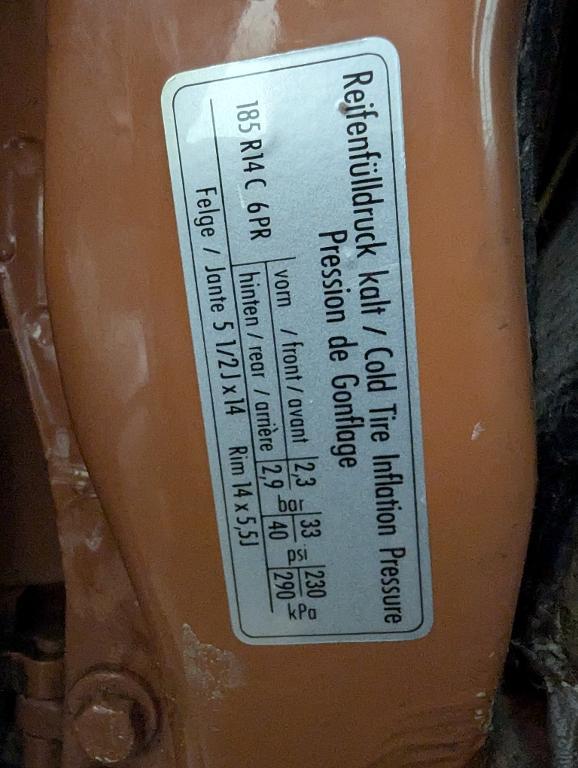 Reifenfülldruck kalt / Cold Tire Inflation Pressure
Pression de Gonflage
185 R14 C 6PR
vorn / front / avant 2,3 33 230
bar psi kPa
hinten / rear / arrière 2,9 40 290
Felge / Jante 5 1/2J x 14 Rim 14 x 5,5J